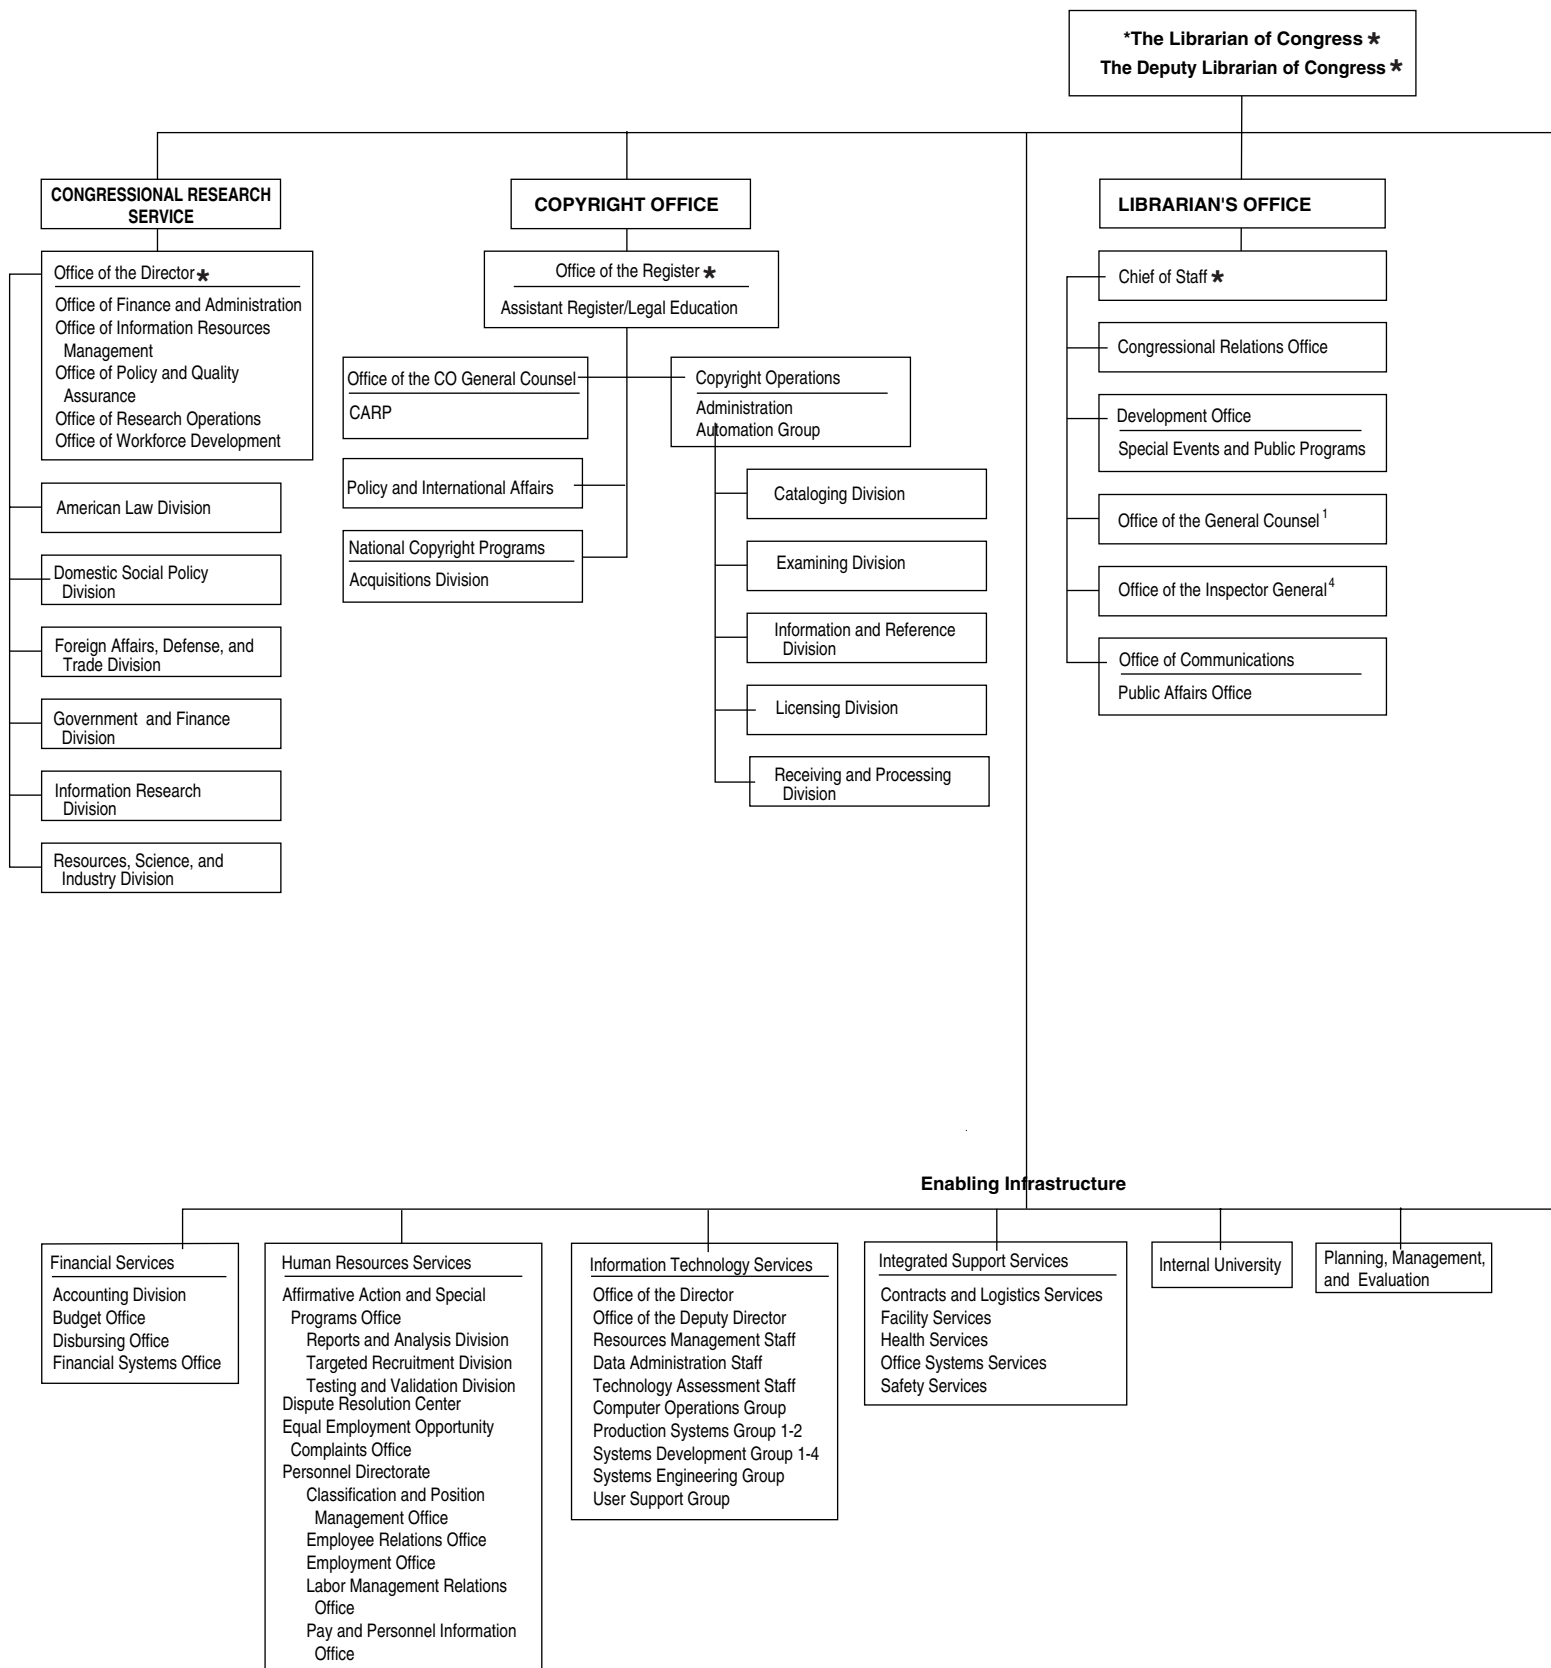 *The Librarian of Congress *
The Deputy Librarian of Congress *
CONGRESSIONAL RESEARCH
SERVICE
Office of the Director *
Office of Finance and Administration
Office of Information Resources
Management
Office of Policy and Quality
Assurance
Office of Research Operations
Office of Workforce Development
American Law Division
Domestic Social Policy
Division
Foreign Affairs, Defense, and
Trade Division
Government and Finance
Division
Information Research
Division
Resources, Science, and
Industry Division
COPYRIGHT OFFICE
Office of the Register *
Assistant Register/Legal Education
Office of the CO General Counsel
CARP
Policy and International Affairs
National Copyright Programs
Acquisitions Division
Copyright Operations
Administration
Automation Group
Cataloging Division
Examining Division
Information and Reference
Division
Licensing Division
Receiving and Processing
Division
LIBRARIAN'S OFFICE
Chief of Staff *
Congressional Relations Office
Development Office
Special Events and Public Programs
Office of the General Counsel 1
Office of the Inspector General 4
Office of Communications
Public Affairs Office
Enabling Infrastructure
Financial Services
Accounting Division
Budget Office
Disbursing Office
Financial Systems Office
Human Resources Services
Affirmative Action and Special
Programs Office
Reports and Analysis Division
Targeted Recruitment Division
Testing and Validation Division
Dispute Resolution Center
Equal Employment Opportunity
Complaints Office
Personnel Directorate
Classification and Position
Management Office
Employee Relations Office
Employment Office
Labor Management Relations
Office
Pay and Personnel Information
Office
Information Technology Services
Office of the Director
Office of the Deputy Director
Resources Management Staff
Data Administration Staff
Technology Assessment Staff
Computer Operations Group
Production Systems Group 1-2
Systems Development Group 1-4
Systems Engineering Group
User Support Group
Integrated Support Services
Contracts and Logistics Services
Facility Services
Health Services
Office Systems Services
Safety Services
Internal University
Planning, Management,
and Evaluation